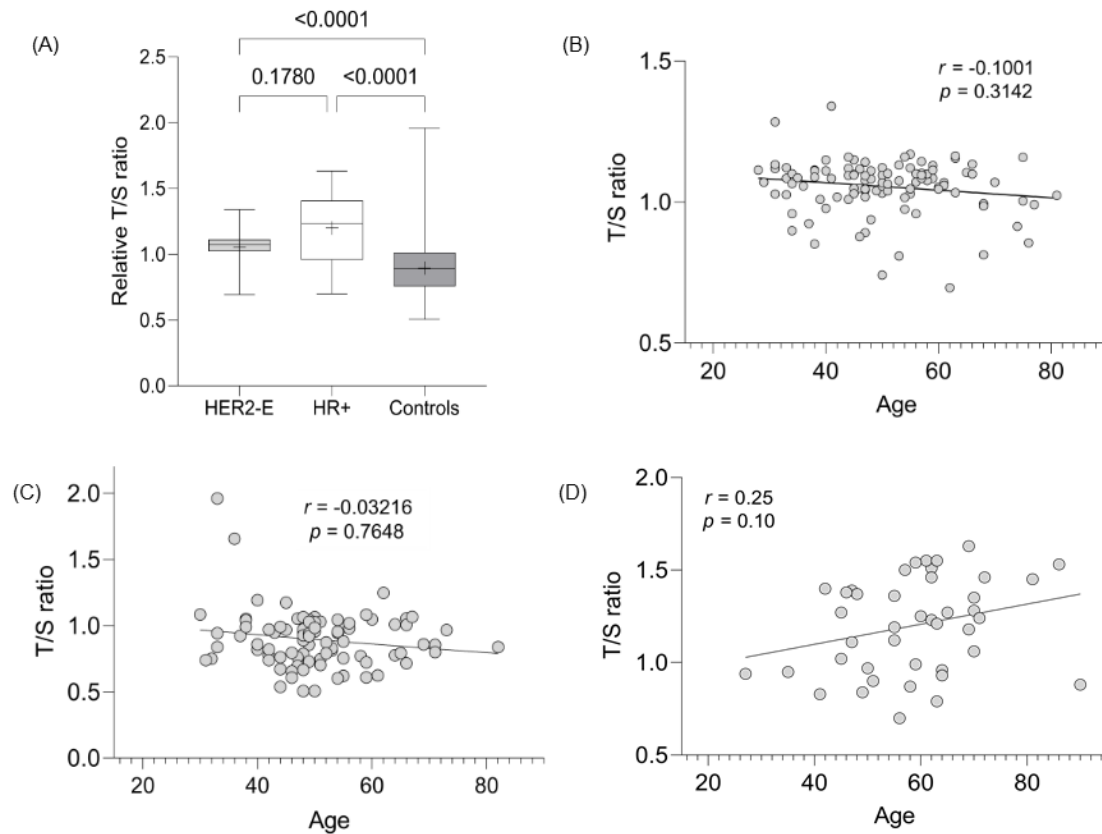 (A)
<0.0001
0.1780
<0.0001
2.5
2.0
1.5
1.0
0.5
0.0
Relative T/S ratio
HER2-E
HR+
Controls
(B)
r = -0.1001
p = 0.3142
1.5
1.0
0.5
T/S ratio
20
40
60
80
Age
(C)
r = -0.03216
p = 0.7648
2.0
1.5
1.0
0.5
0.0
T/S ratio
20
40
60
80
Age
(D)
r = 0.25
p = 0.10
2.0
1.5
1.0
0.5
T/S ratio
20
40
60
80
Age